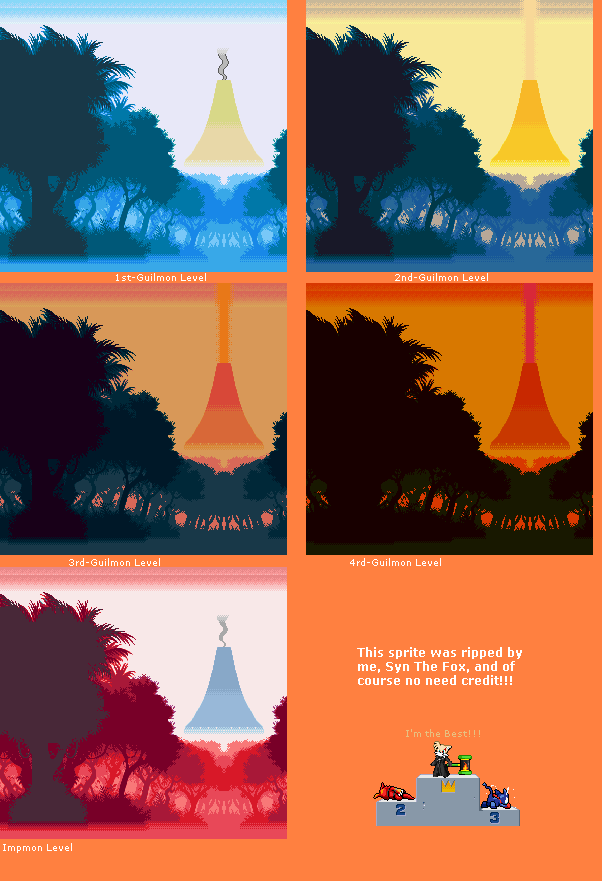 1st-Guilmon Level
2nd-Guilmon Level
3rd-Guilmon Level
4rd-Guilmon Level
This sprite was ripped by
me, Syn The Fox, and of
course no need credit!!!
I'm the Best!!!
2
3
Impmon Level